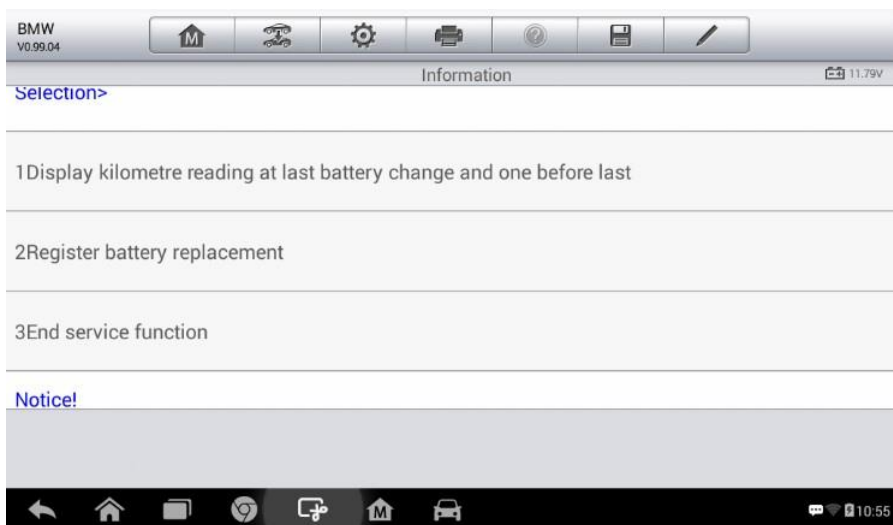 BMW
V0.99.04
M
Information
11.79V
Selection>
1Display kilometre reading at last battery change and one before last
2Register battery replacement
3End service function
Notice!
M
10:55